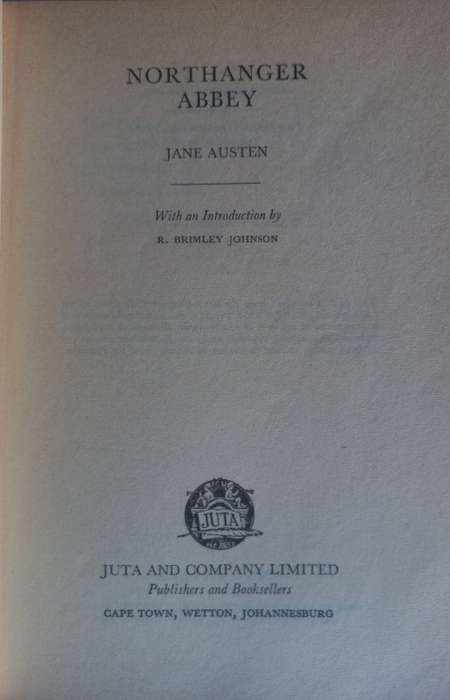 NORTHANGER
ABBEY
JANE AUSTEN
With an Introduction by
R. BRIMLEY JOHNSON
JUTA
JUTA AND COMPANY LIMITED
Publishers and Booksellers
CAPE TOWN, WETTON, JOHANNESBURG